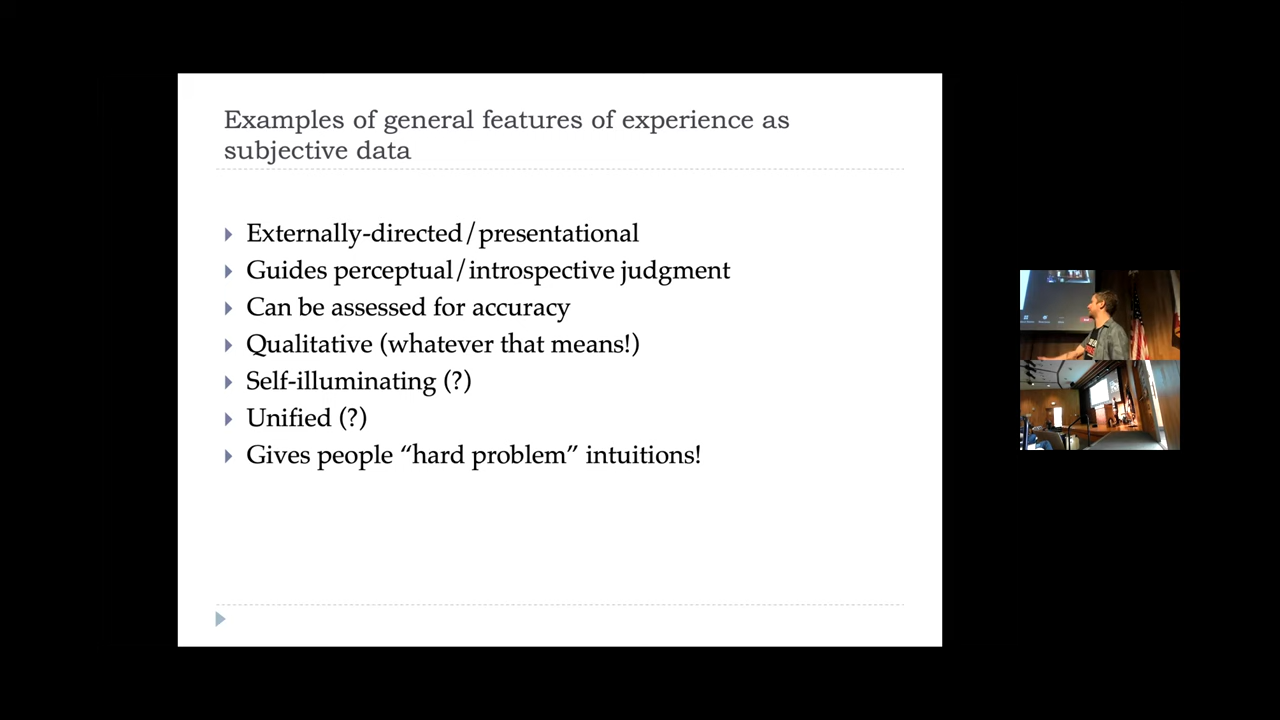 Examples of general features of experience as
subjective data
Externally-directed/presentational
Guides perceptual/introspective judgment
Can be assessed for accuracy
Qualitative (whatever that means!)
Self-illuminating (?)
Unified (?)
Gives people “hard problem” intuitions!